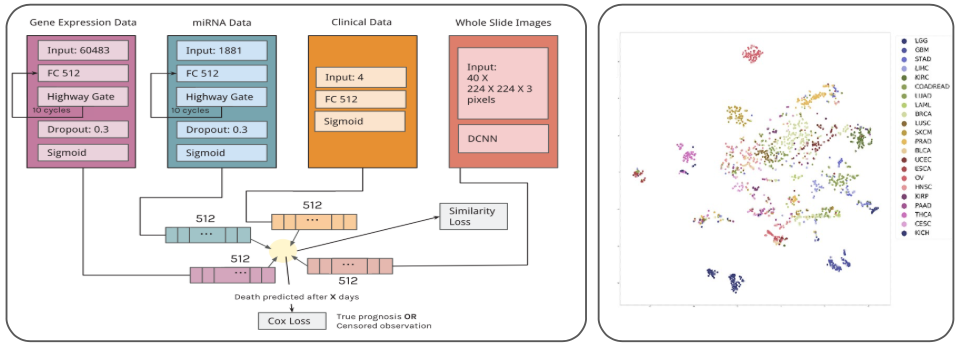 Gene Expression Data
Input: 60483
FC 512
Highway Gate
10 cycles
Dropout: 0.3
Sigmoid
miRNA Data
Input: 1881
FC 512
Highway Gate
10 cycles
Dropout: 0.3
Sigmoid
Clinical Data
Input: 4
FC 512
Sigmoid
Whole Slide Images
Input:
40 X
224 X 224 X 3
pixels
DCNN
512
512
512
512
...
...
...
...
Similarity
Loss
Death predicted after X days
Cox Loss
True prognosis OR
Censored observation
LGG
GBM
STAD
LIHC
KIRC
COADREAD
LUAD
LAML
BRCA
LUSC
SKCM
PRAD
BLCA
UCEC
ESCA
OV
HNSC
KIRP
PAAD
THCA
CESC
KICH